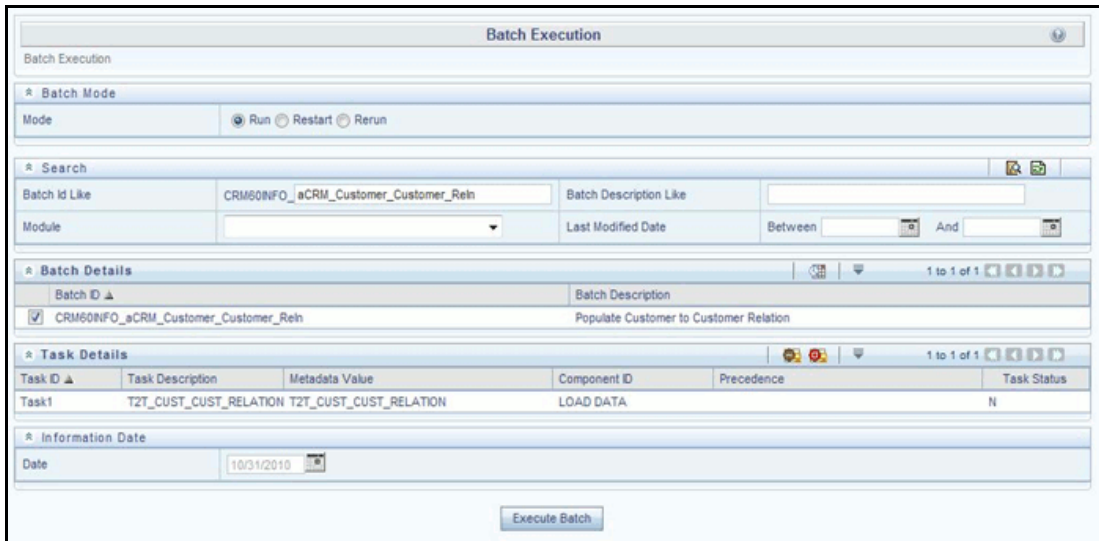 Batch Execution
Batch Execution
Batch Mode
Mode Run Restart Rerun
Search
Batch Id Like CRM60INFO_ aCRM_Customer_Customer_Reln Batch Description Like
Module Last Modified Date Between And
Batch Details 1 to 1 of 1
Batch ID Batch Description
CRM60INFO_aCRM_Customer_Customer_Reln Populate Customer to Customer Relation
Task Details 1 to 1 of 1
Task ID Task Description Metadata Value Component ID Precedence Task Status
Task1 T2T_CUST_CUST_RELATION T2T_CUST_CUST_RELATION LOAD DATA N
Information Date
Date 10/31/2010
Execute Batch